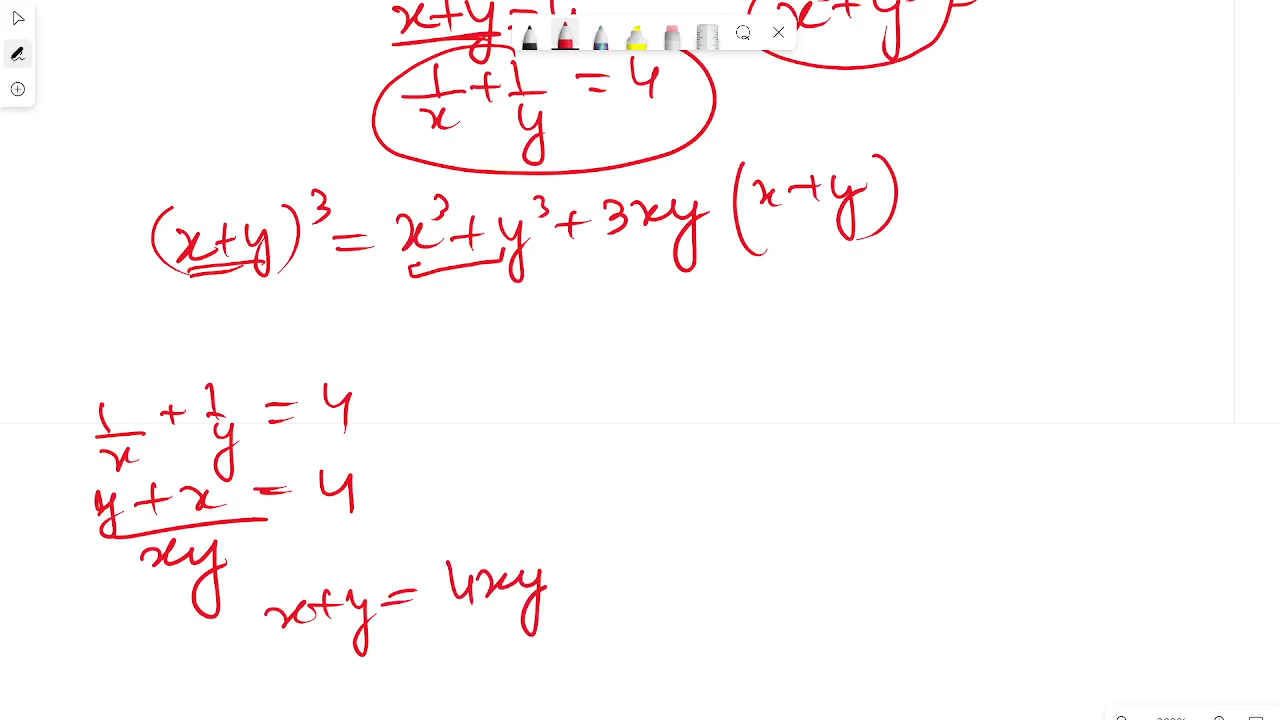 x+y =
1/x + 1/y = 4
(x+y)³ = x³+y³+3xy(x+y)
1/x + 1/y = 4
y+x/xy = 4
x+y = 4xy